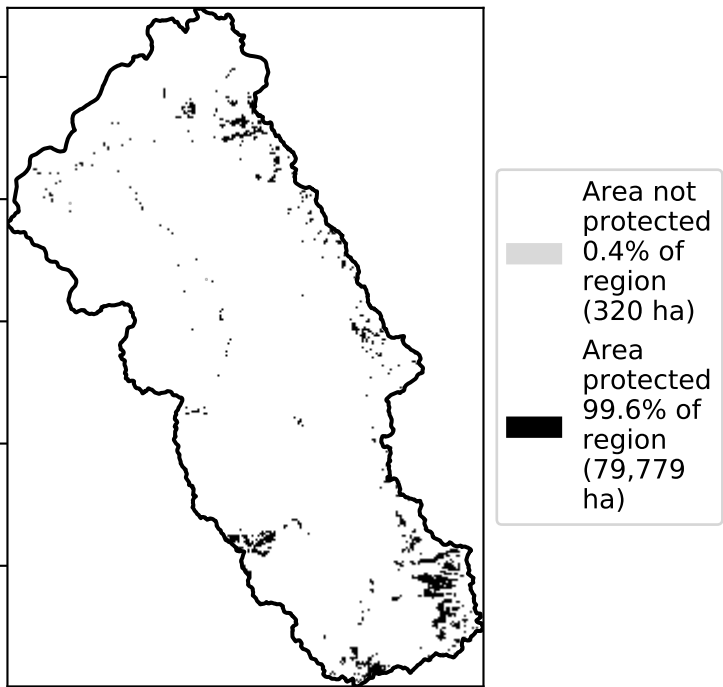 Area not
protected
0.4% of
region
(320 ha)
Area
protected
99.6% of
region
(79,779
ha)